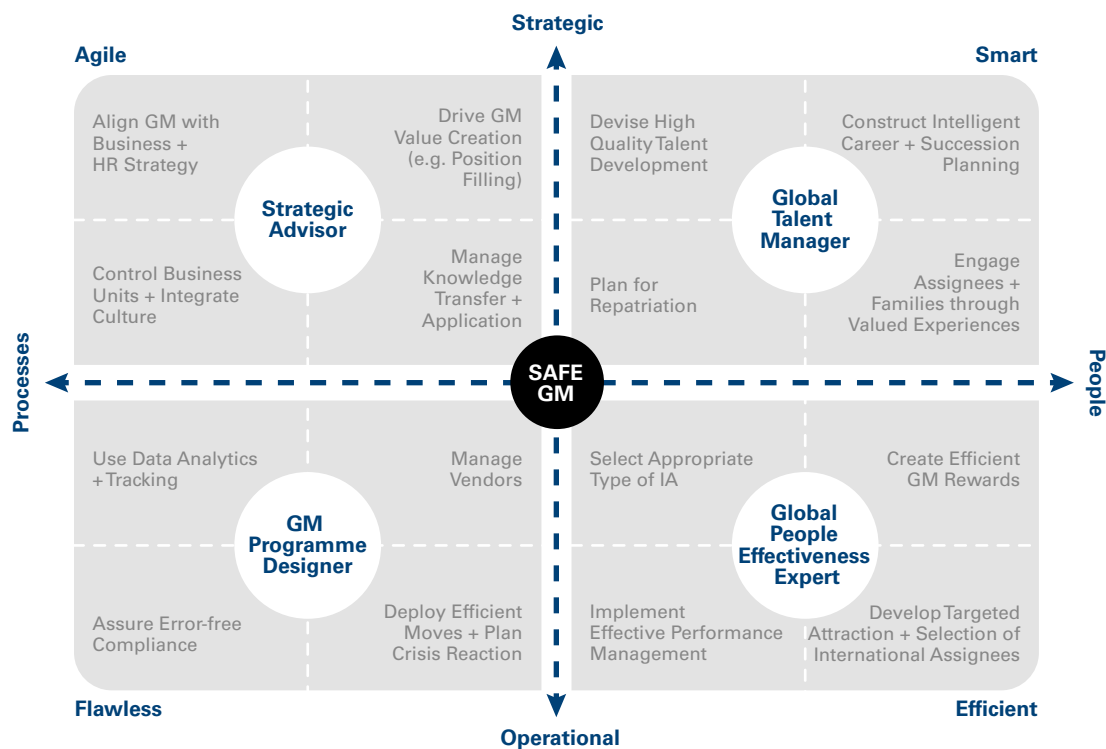 Strategic
Agile
Smart
Align GM with
Business +
HR Strategy
Drive GM
Value Creation
(e.g. Position
Filling)
Strategic
Advisor
Control Business
Units + Integrate
Culture
Manage
Knowledge
Transfer +
Application
Devise High
Quality Talent
Development
Construct Intelligent
Career + Succession
Planning
Global
Talent
Manager
Plan for
Repatriation
Engage
Assignees +
Families through
Valued Experiences
Processes
SAFE
GM
People
Use Data Analytics
+ Tracking
Manage
Vendors
GM
Programme
Designer
Assure Error-free
Compliance
Deploy Efficient
Moves + Plan
Crisis Reaction
Select Appropriate
Type of IA
Create Efficient
GM Rewards
Global
People
Effectiveness
Expert
Implement
Effective Performance
Management
Develop Targeted
Attraction + Selection of
International Assignees
Flawless
Efficient
Operational